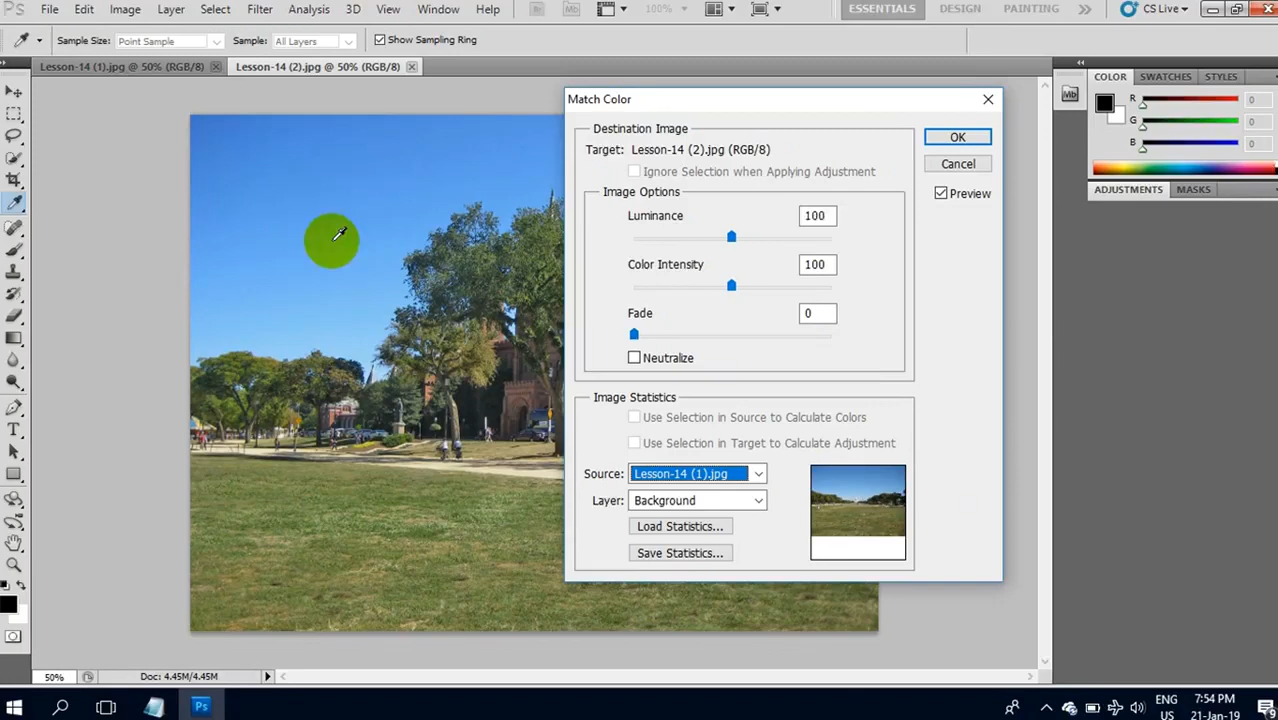 Ps File Edit Image Layer Select Filter Analysis 3D View Window Help Br Mb 100% ESSENTIALS DESIGN PAINTING CS Live
Sample Size: Point Sample Sample: All Layers Show Sampling Ring
Lesson-14 (1).jpg @ 50% (RGB/8) Lesson-14 (2).jpg @ 50% (RGB/8)
COLOR SWATCHES STYLES
Mb
R 0
G 0
B 0
ADJUSTMENTS MASKS
Match Color
Destination Image
Target: Lesson-14 (2).jpg (RGB/8)
Ignore Selection when Applying Adjustment
Image Options
Luminance 100
Color Intensity 100
Fade 0
Neutralize
OK
Cancel
Preview
Image Statistics
Use Selection in Source to Calculate Colors
Use Selection in Target to Calculate Adjustment
Source: Lesson-14 (1).jpg
Layer: Background
Load Statistics...
Save Statistics...
T
50% Doc: 4.45M/4.45M
Ps
ENG
US
7:54 PM
21-Jan-19